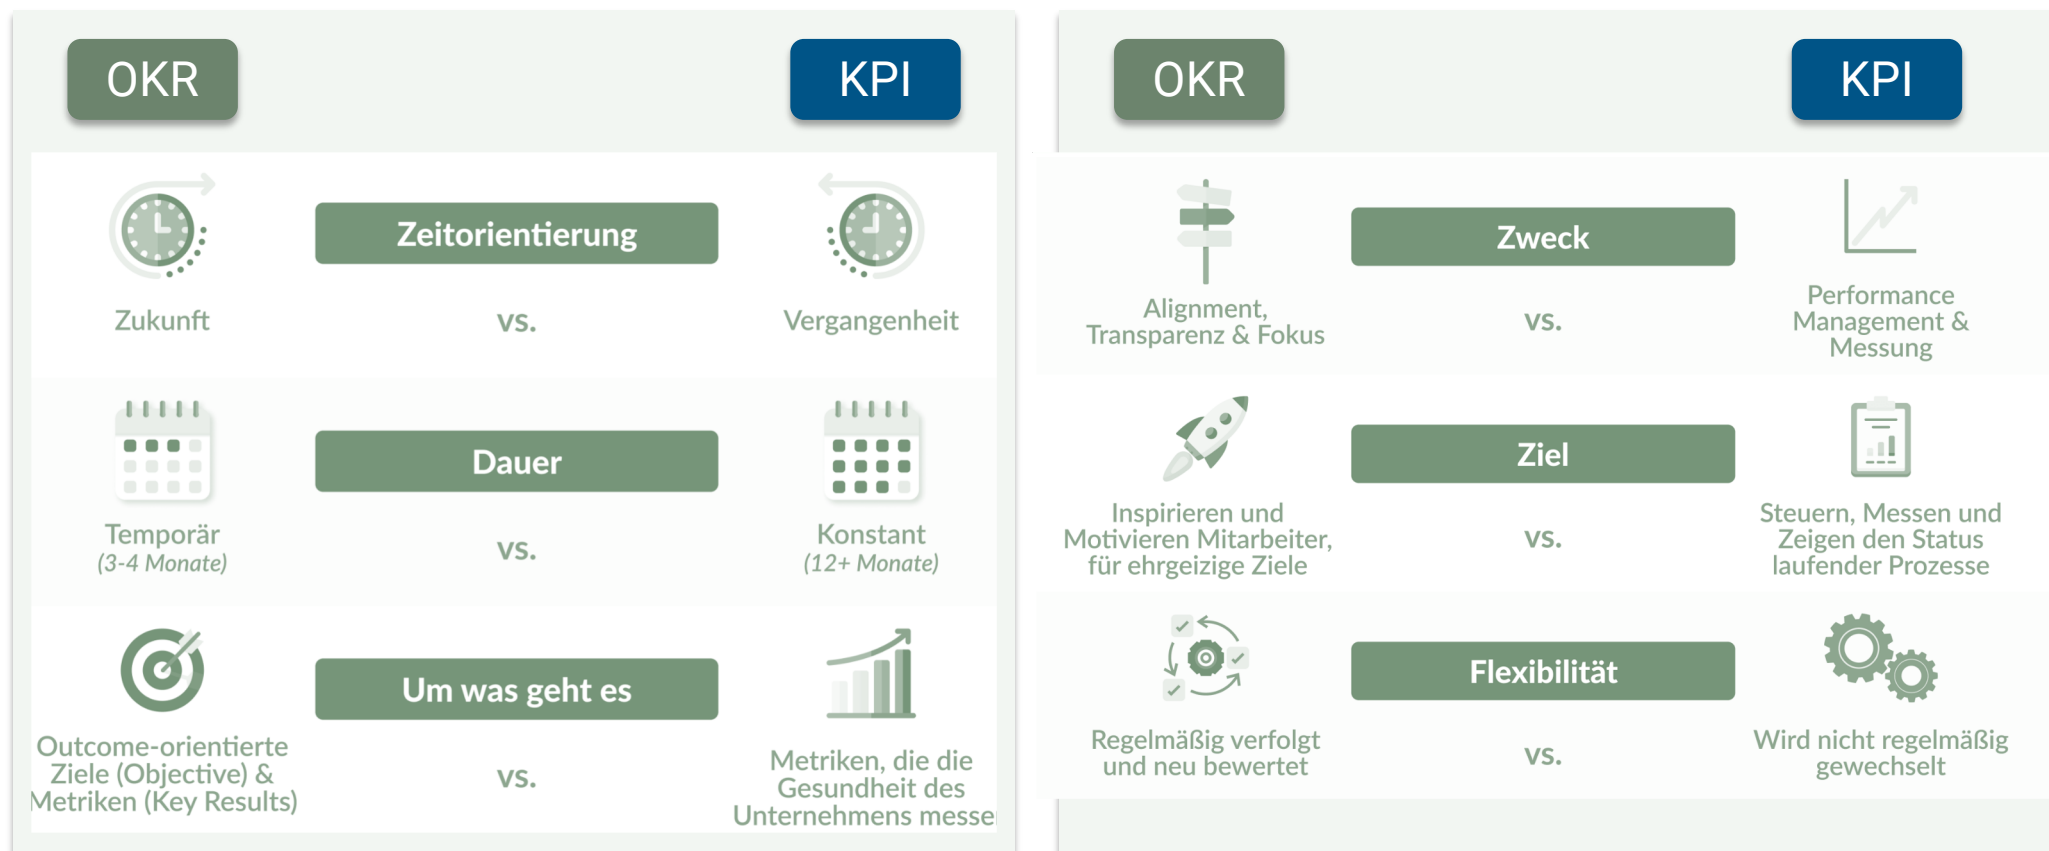 OKR
KPI
Zukunft
Zeitorientierung
vs.
Vergangenheit
Temporär
(3-4 Monate)
Dauer
vs.
Konstant
(12+ Monate)
Outcome-orientierte
Ziele (Objective) &
Metriken (Key Results)
Um was geht es
vs.
Metriken, die die
Gesundheit des
Unternehmens messe
OKR
KPI
Alignment,
Transparenz & Fokus
Zweck
vs.
Performance
Management &
Messung
Inspirieren und
Motivieren Mitarbeiter,
für ehrgeizige Ziele
Ziel
vs.
Steuern, Messen und
Zeigen den Status
laufender Prozesse
Regelmäßig verfolgt
und neu bewertet
Flexibilität
vs.
Wird nicht regelmäßig
gewechselt